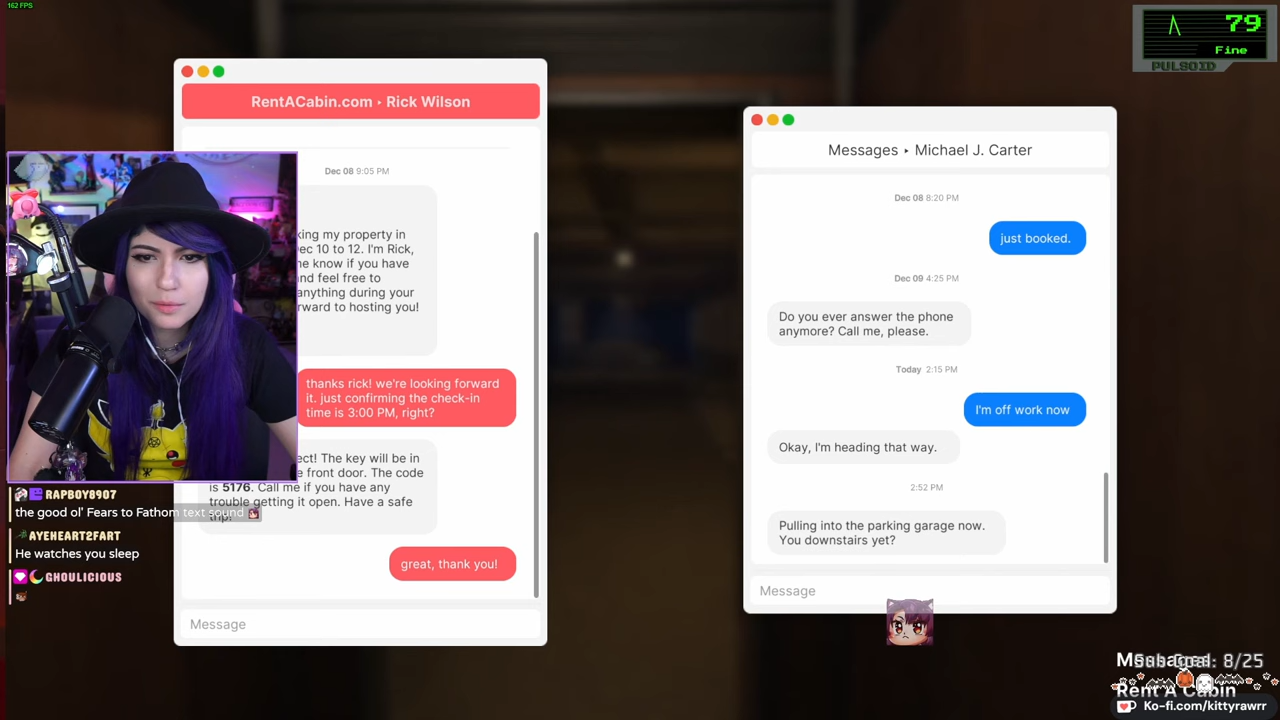 162 FPS
79
Fine
PULSOID
RentACabin.com ▸ Rick Wilson
Dec 08 9:05 PM
king my property in
ec 10 to 12. I'm Rick,
ne know if you have
and feel free to
anything during your
rward to hosting you!
thanks rick! we're looking forward
it. just confirming the check-in
time is 3:00 PM, right?
ect! The key will be in
e front door. The code
is 5176. Call me if you have any
trouble getting it open. Have a safe
trip!
great, thank you!
Message
RAPBOY8907
the good ol' Fears to Fathom text sound
AYEHEART2FART
He watches you sleep
GHOULICIOUS
Messages ▸ Michael J. Carter
Dec 08 8:20 PM
just booked.
Dec 09 4:25 PM
Do you ever answer the phone
anymore? Call me, please.
Today 2:15 PM
I'm off work now
Okay, I'm heading that way.
2:52 PM
Pulling into the parking garage now.
You downstairs yet?
Message
Messages
Sub Goal: 8/25
Rent A Cabin
Ko-fi.com/kittyrawrr